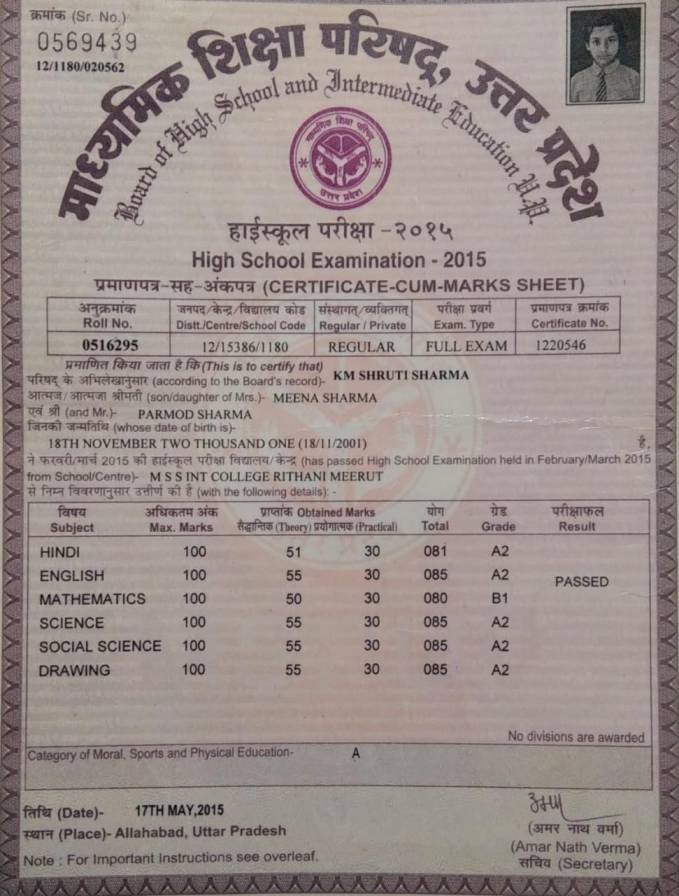 क्रमांक (Sr. No.)
0569439
12/1180/020562
माध्यमिक शिक्षा परिषद्, उत्तर प्रदेश
Board of High School and Intermediate Education U.P.
माध्यमिक शिक्षा परिषद्
उत्तर प्रदेश
हाईस्कूल परीक्षा -२०१५
High School Examination - 2015
प्रमाणपत्र-सह-अंकपत्र (CERTIFICATE-CUM-MARKS SHEET)
अनुक्रमांक जनपद/केन्द्र/विद्यालय कोड संस्थागत्/व्यक्तिगत् परीक्षा प्रवर्ग प्रमाणपत्र क्रमांक
Roll No. Distt./Centre/School Code Regular / Private Exam. Type Certificate No.
0516295 12/15386/1180 REGULAR FULL EXAM 1220546
प्रमाणित किया जाता है कि(This is to certify that)
परिषद् के अभिलेखानुसार (according to the Board's record)- KM SHRUTI SHARMA
आत्मज/आत्मजा श्रीमती (son/daughter of Mrs.)- MEENA SHARMA
एवं श्री (and Mr.)- PARMOD SHARMA
जिनकी जन्मतिथि (whose date of birth is)-
18TH NOVEMBER TWO THOUSAND ONE (18/11/2001) है,
ने फरवरी/मार्च 2015 की हाईस्कूल परीक्षा विद्यालय/केन्द्र (has passed High School Examination held in February/March 2015
from School/Centre)- M S S INT COLLEGE RITHANI MEERUT
से निम्न विवरणानुसार उत्तीर्ण की है (with the following details): -
विषय अधिकतम अंक प्राप्तांक Obtained Marks योग ग्रेड परीक्षाफल
Subject Max. Marks सैद्धान्तिक (Theory) प्रयोगात्मक (Practical) Total Grade Result
HINDI 100 51 30 081 A2
ENGLISH 100 55 30 085 A2 PASSED
MATHEMATICS 100 50 30 080 B1
SCIENCE 100 55 30 085 A2
SOCIAL SCIENCE 100 55 30 085 A2
DRAWING 100 55 30 085 A2
No divisions are awarded
Category of Moral, Sports and Physical Education- A
तिथि (Date)- 17TH MAY,2015
स्थान (Place)- Allahabad, Uttar Pradesh
(अमर नाथ वर्मा)
(Amar Nath Verma)
सचिव (Secretary)
Note : For Important Instructions see overleaf.